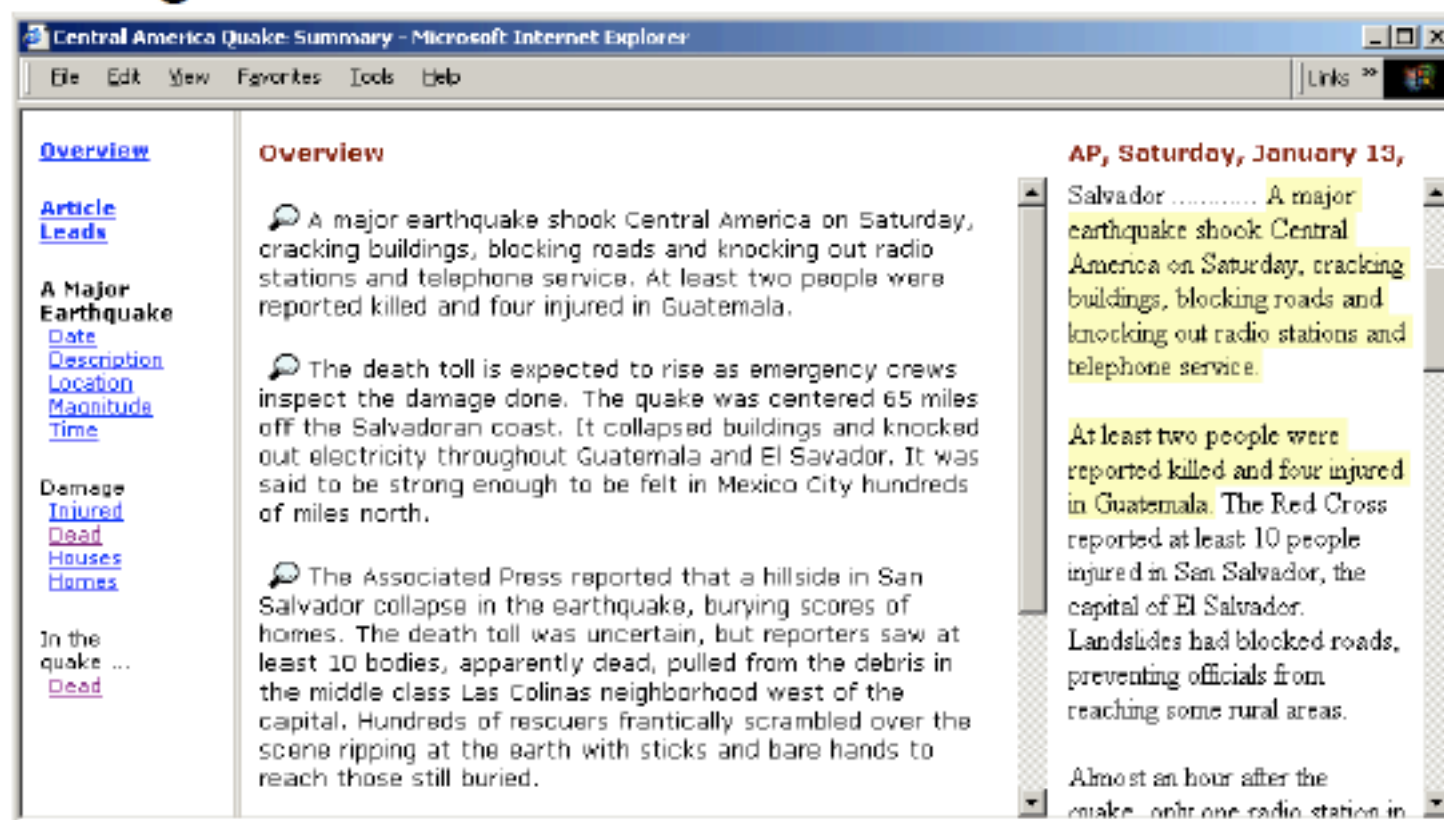 Central America Quake: Summary - Microsoft Internet Explorer
File Edit View Favorites Tools Help
Links »
Overview
Article
Leads
A Major
Earthquake
Date
Description
Location
Magnitude
Time
Damage
Injured
Dead
Houses
Homes
In the
quake ...
Dead
Overview
A major earthquake shook Central America on Saturday,
cracking buildings, blocking roads and knocking out radio
stations and telephone service. At least two people were
reported killed and four injured in Guatemala.
The death toll is expected to rise as emergency crews
inspect the damage done. The quake was centered 65 miles
off the Salvadoran coast. It collapsed buildings and knocked
out electricity throughout Guatemala and El Savador. It was
said to be strong enough to be felt in Mexico City hundreds
of miles north.
The Associated Press reported that a hillside in San
Salvador collapse in the earthquake, burying scores of
homes. The death toll was uncertain, but reporters saw at
least 10 bodies, apparently dead, pulled from the debris in
the middle class Las Colinas neighborhood west of the
capital. Hundreds of rescuers frantically scrambled over the
scene ripping at the earth with sticks and bare hands to
reach those still buried.
AP, Saturday, January 13,
Salvador ............ A major
earthquake shook Central
America on Saturday, cracking
buildings, blocking roads and
knocking out radio stations and
telephone service.
At least two people were
reported killed and four injured
in Guatemala. The Red Cross
reported at least 10 people
injured in San Salvador, the
capital of El Salvador.
Landslides had blocked roads,
preventing officials from
reaching some rural areas.
Almost an hour after the
quake, only one radio station in